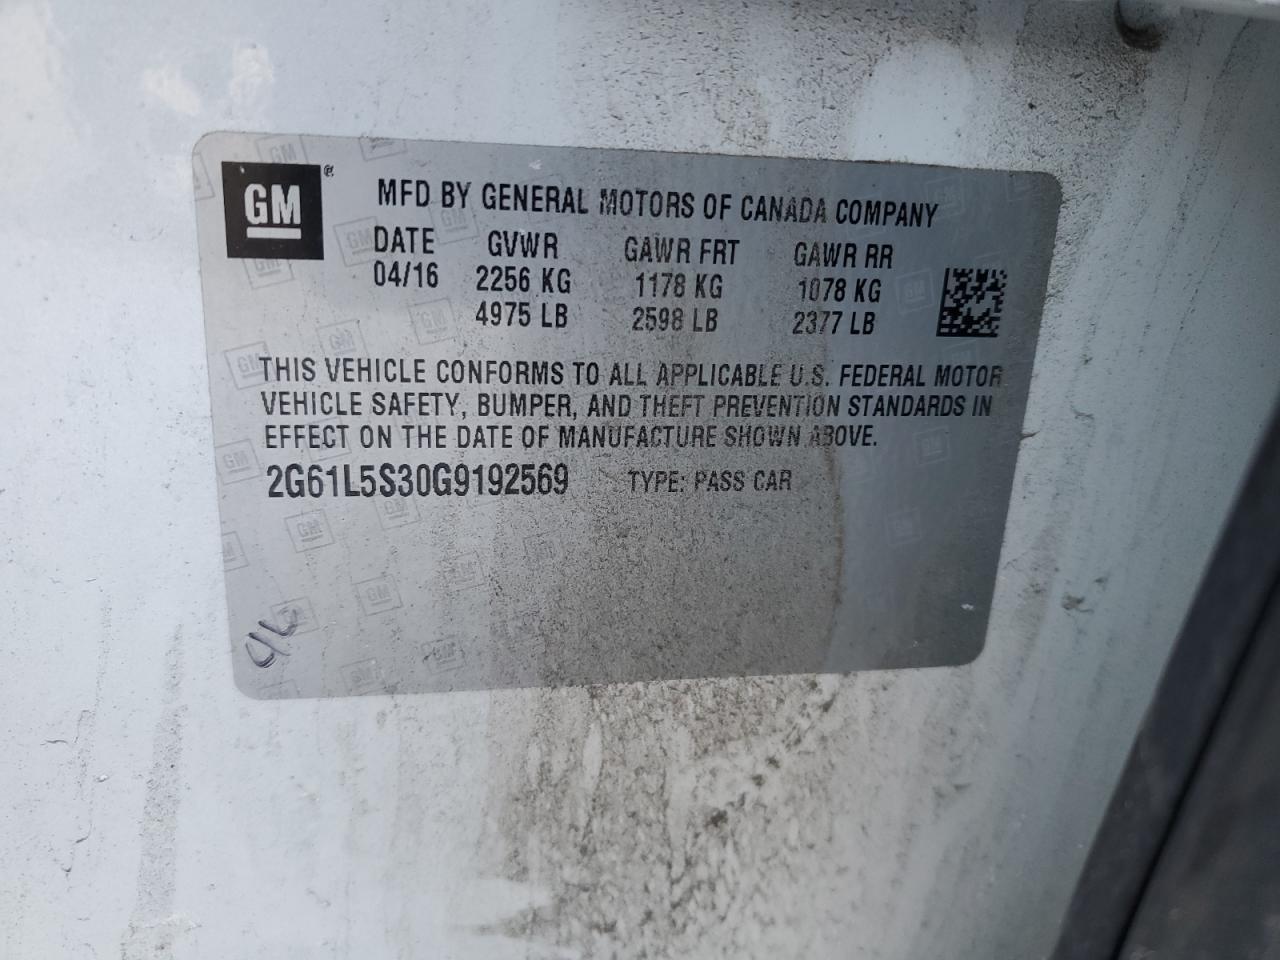 GM®
MFD BY GENERAL MOTORS OF CANADA COMPANY
DATE GVWR GAWR FRT GAWR RR
04/16 2256 KG 1178 KG 1078 KG
4975 LB 2598 LB 2377 LB
THIS VEHICLE CONFORMS TO ALL APPLICABLE U.S. FEDERAL MOTOR
VEHICLE SAFETY, BUMPER, AND THEFT PREVENTION STANDARDS IN
EFFECT ON THE DATE OF MANUFACTURE SHOWN ABOVE.
2G61L5S30G9192569 TYPE: PASS CAR